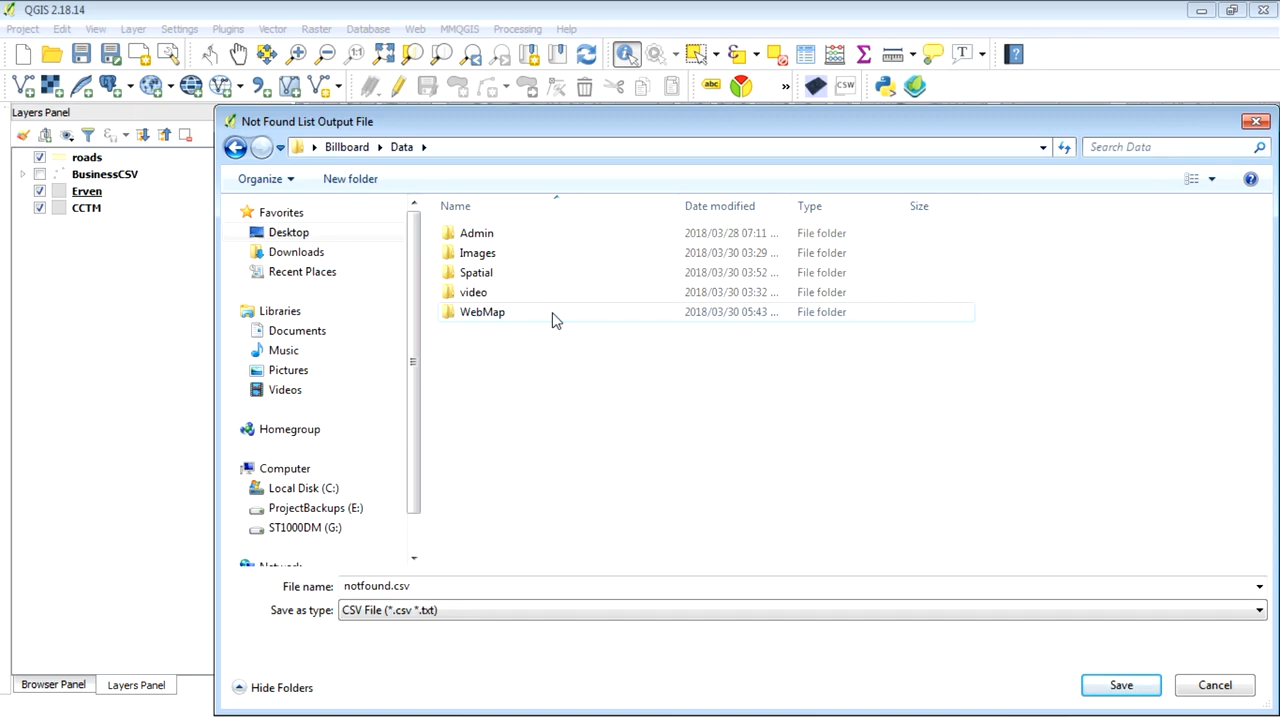 QGIS 2.18.14
Project Edit View Layer Settings Plugins Vector Raster Database Web MMQGIS Processing Help
Layers Panel
roads
BusinessCSV
Erven
CCTM
Browser Panel Layers Panel
Not Found List Output File
Billboard Data
Search Data
Organize New folder
Favorites
Desktop
Downloads
Recent Places
Libraries
Documents
Music
Pictures
Videos
Homegroup
Computer
Local Disk (C:)
ProjectBackups (E:)
ST1000DM (G:)
Network
Name Date modified Type Size
Admin 2018/03/28 07:11 ... File folder
Images 2018/03/30 03:29 ... File folder
Spatial 2018/03/30 03:52 ... File folder
video 2018/03/30 03:32 ... File folder
WebMap 2018/03/30 05:43 ... File folder
File name: notfound.csv
Save as type: CSV File (*.csv *.txt)
Hide Folders
Save Cancel